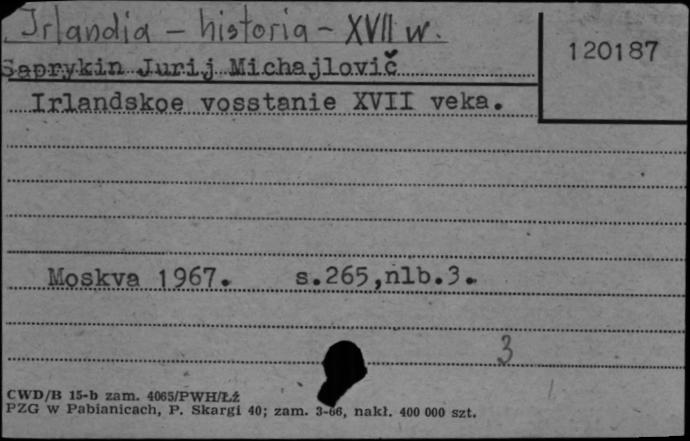 Irlandia - historia - XVII w.
120187
Saprykin Jurij Michajlovič
Irlandskoe vosstanie XVII veka.
Moskva 1967. s.265,nlb.3.
3
CWD/B 15-b zam. 4065/PWH/Łż
PZG w Pabianicach, P. Skargi 40; zam. 3-66, nakł. 400 000 szt.